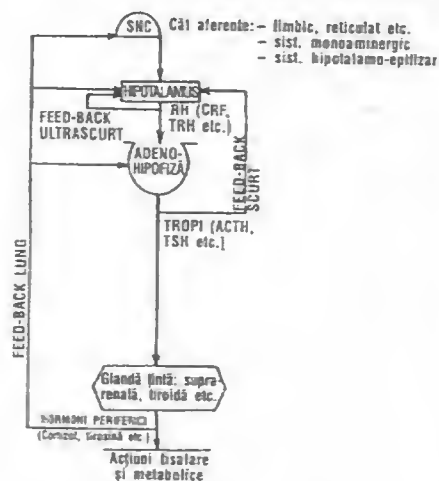 SNC
Căi aferente: – limbic, reticulat etc.
– sist. monoaminergic
– sist. hipotalamo-epifizar
HIPOTALAMUS
FEED-BACK
ULTRASCURT
RH (CRF,
TRH etc.)
ADENO-
HIPOFIZĂ
FEED-BACK
SCURT
TROPI (ACTH,
TSH etc.)
FEED-BACK LUNG
Glandă țintă: supra-
renală, tiroidă etc.
HORMONI PERIFERICI
(Cortizol, tiroxină etc)
Acțiuni tisulare
și metabolice